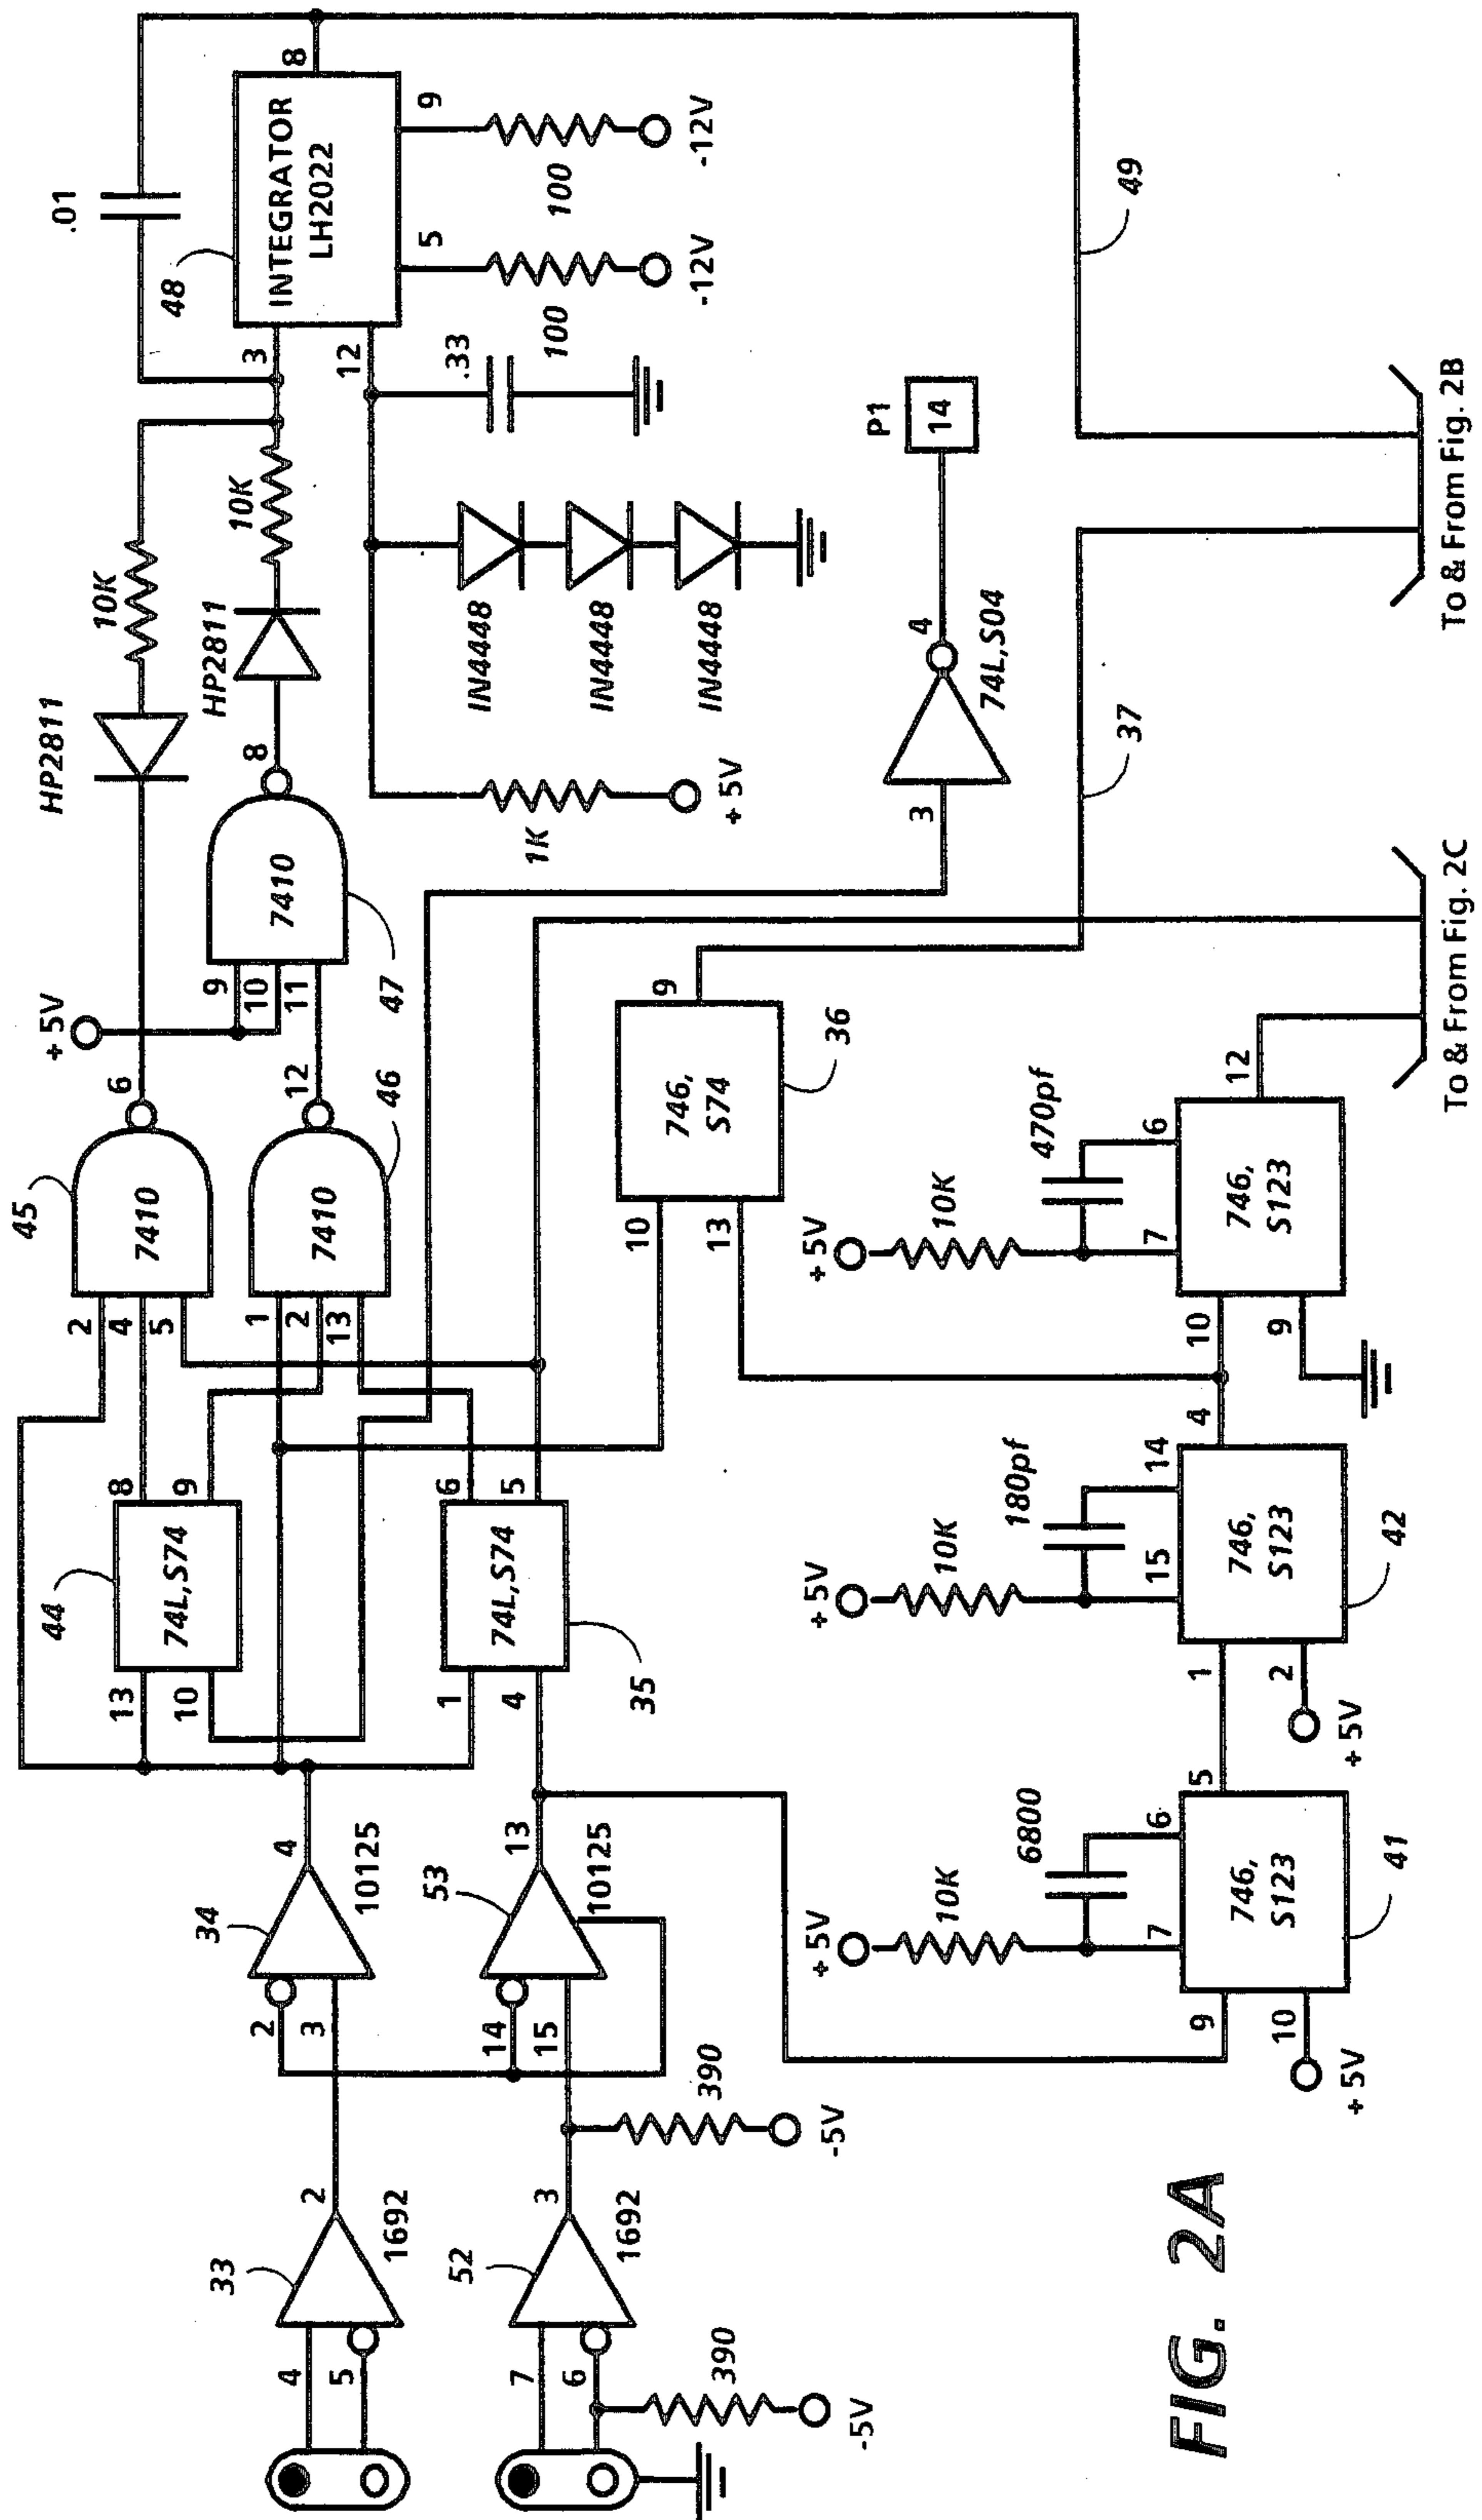 +5V
45
7410
2
4
5
6
HP2811
10K
.01
44
74L,S74
13
10
8
9
7410
1
2
13
12
46
9
10
11
7410
8
47
HP2811
10K
3
48
INTEGRATOR
LH2022
8
12
5
9
100
-12V
100
-12V
.33
1K
+5V
IN4448
IN4448
IN4448
33
4
5
2
1692
34
2
3
4
10125
1
4
74L,S74
6
5
35
52
7
6
3
1692
390
-5V
390
-5V
53
14
15
13
10125
10
13
746,
S74
9
36
3
4
74L,S04
P1
14
37
49
+5V
10K
6800
7
6
9
10
+5V
746,
S123
5
41
+5V
10K
180pf
15
14
1
2
+5V
746,
S123
4
42
+5V
10K
470pf
7
6
10
9
746,
S123
12
To & From Fig. 2C
To & From Fig. 2B
FIG. 2A